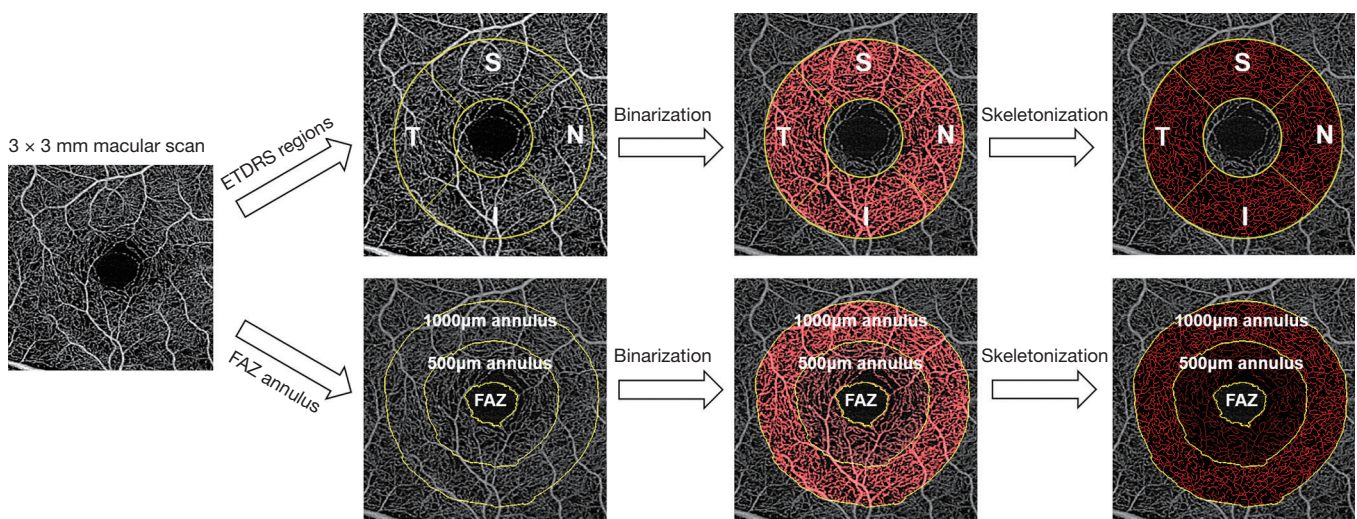 3 × 3 mm macular scan
ETDRS regions
FAZ annulus
S
T
N
I
Binarization
S
T
N
I
Skeletonization
S
T
N
I
1000µm annulus
500µm annulus
FAZ
Binarization
1000µm annulus
500µm annulus
FAZ
Skeletonization
1000µm annulus
500µm annulus
FAZ